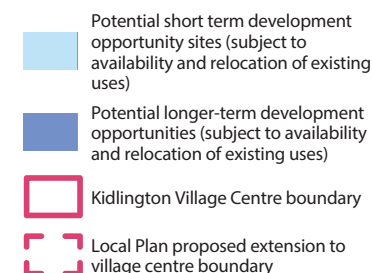 Potential short term development
opportunity sites (subject to
availability and relocation of existing
uses)
Potential longer-term development
opportunities (subject to availability
and relocation of existing uses)
Kidlington Village Centre boundary
Local Plan proposed extension to
village centre boundary